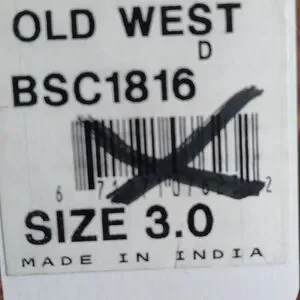 OLD WEST
D
BSC1816
SIZE 3.0
MADE IN INDIA